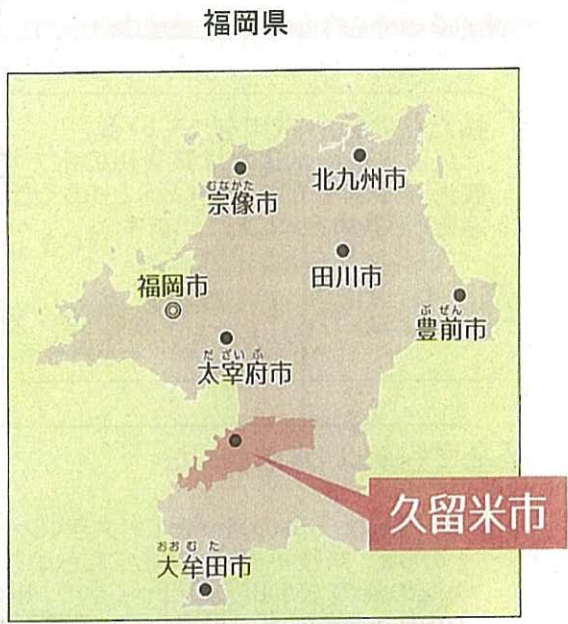 福岡県
北九州市
むなかた
宗像市
田川市
福岡市
ぶぜん
豊前市
だざいふ
太宰府市
久留米市
おおむた
大牟田市